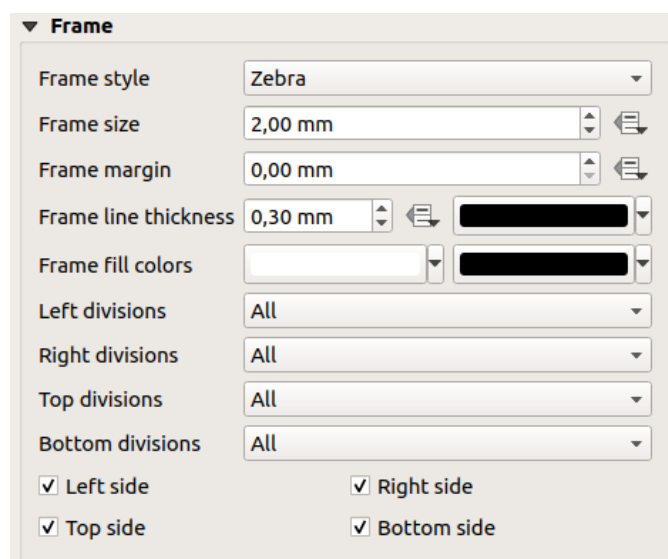 Frame
Frame style Zebra
Frame size 2,00 mm
Frame margin 0,00 mm
Frame line thickness 0,30 mm
Frame fill colors
Left divisions All
Right divisions All
Top divisions All
Bottom divisions All
Left side Right side
Top side Bottom side